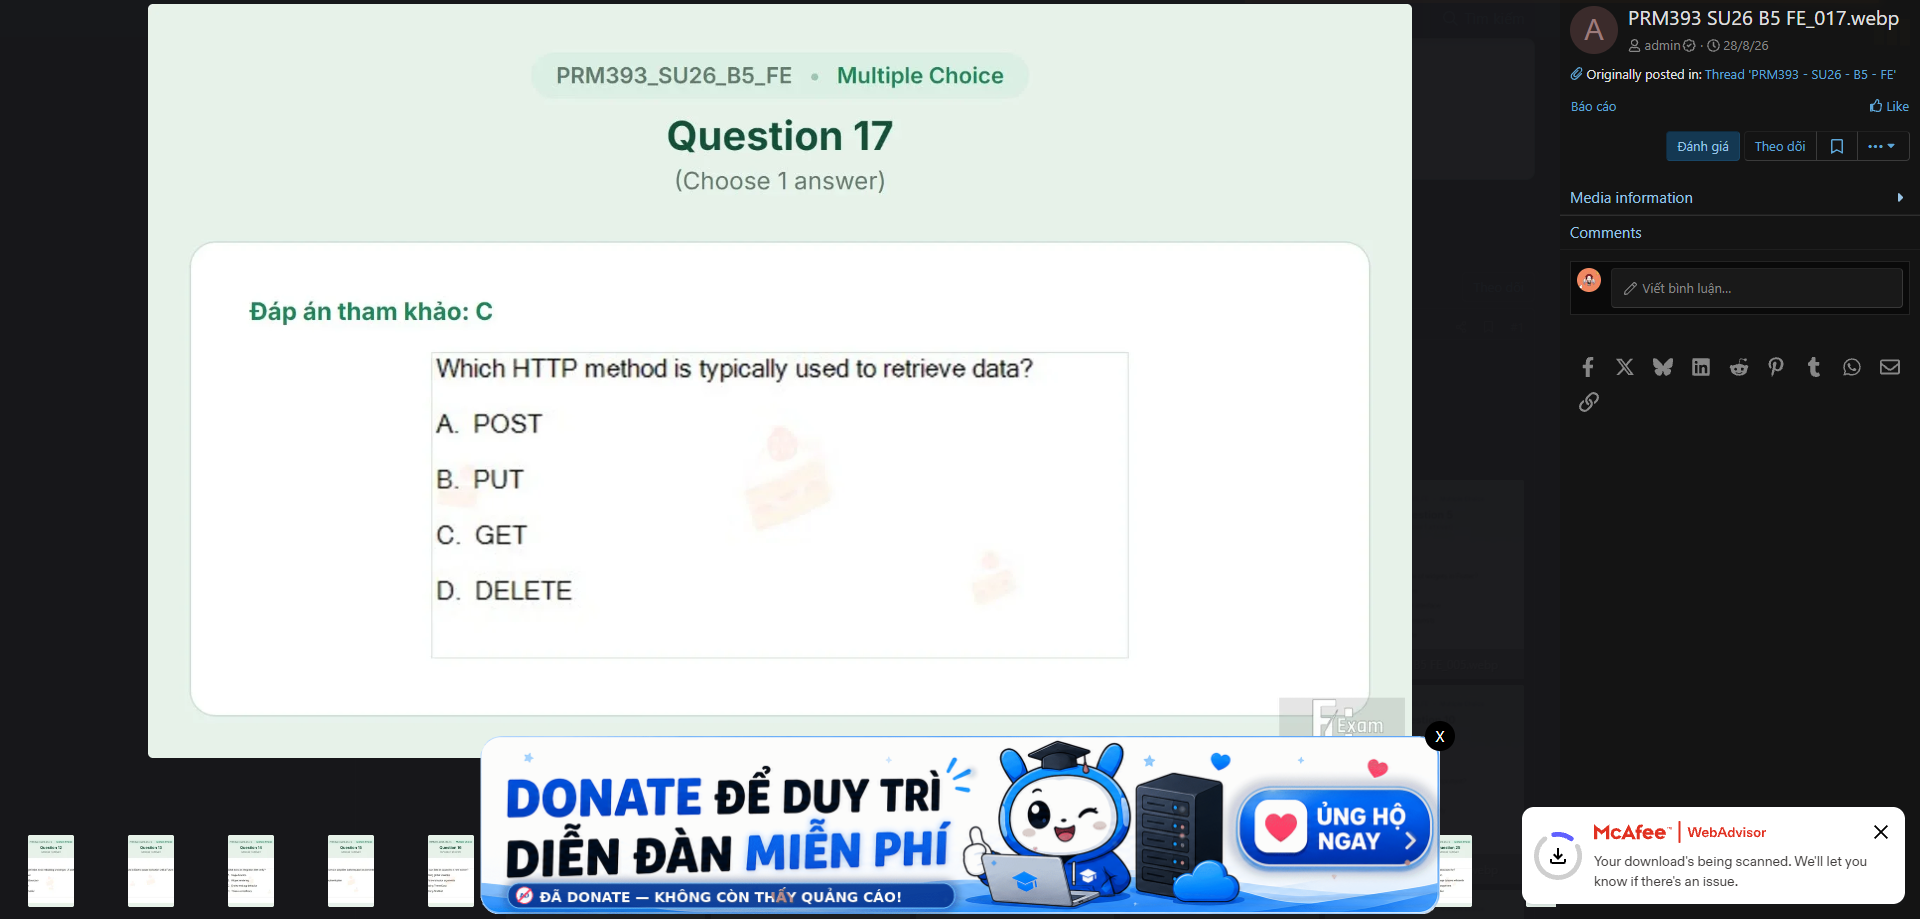 PRM393_SU26_B5_FE • Multiple Choice
Question 17
(Choose 1 answer)
Đáp án tham khảo: C
Which HTTP method is typically used to retrieve data?
A. POST
B. PUT
C. GET
D. DELETE
Exam
DONATE ĐỂ DUY TRÌ
DIỄN ĐÀN MIỄN PHÍ
ĐÃ DONATE — KHÔNG CÒN THẤY QUẢNG CÁO!
ỦNG HỘ
NGAY
X
A
PRM393 SU26 B5 FE_017.webp
admin · 28/8/26
Originally posted in: Thread 'PRM393 - SU26 - B5 - FE'
Báo cáo
Like
Đánh giá
Theo dõi
Media information
Comments
Viết bình luận...
McAfee™ | WebAdvisor
Your download's being scanned. We'll let you
know if there's an issue.